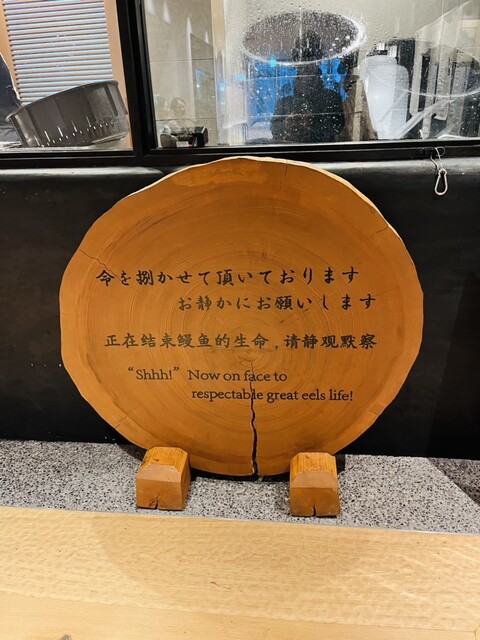 命を捌かせて頂いております
お静かにお願いします
正在结束鳗鱼的生命，请静观默察
“Shhh!” Now on face to
respectable great eels life!